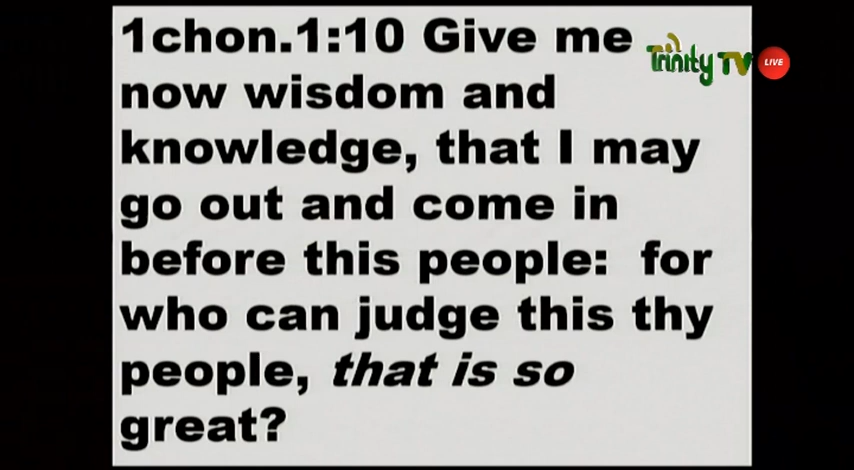 1chon.1:10 Give me
now wisdom and
knowledge, that I may
go out and come in
before this people:  for
who can judge this thy
people, that is so
great?
Trinity TV LIVE